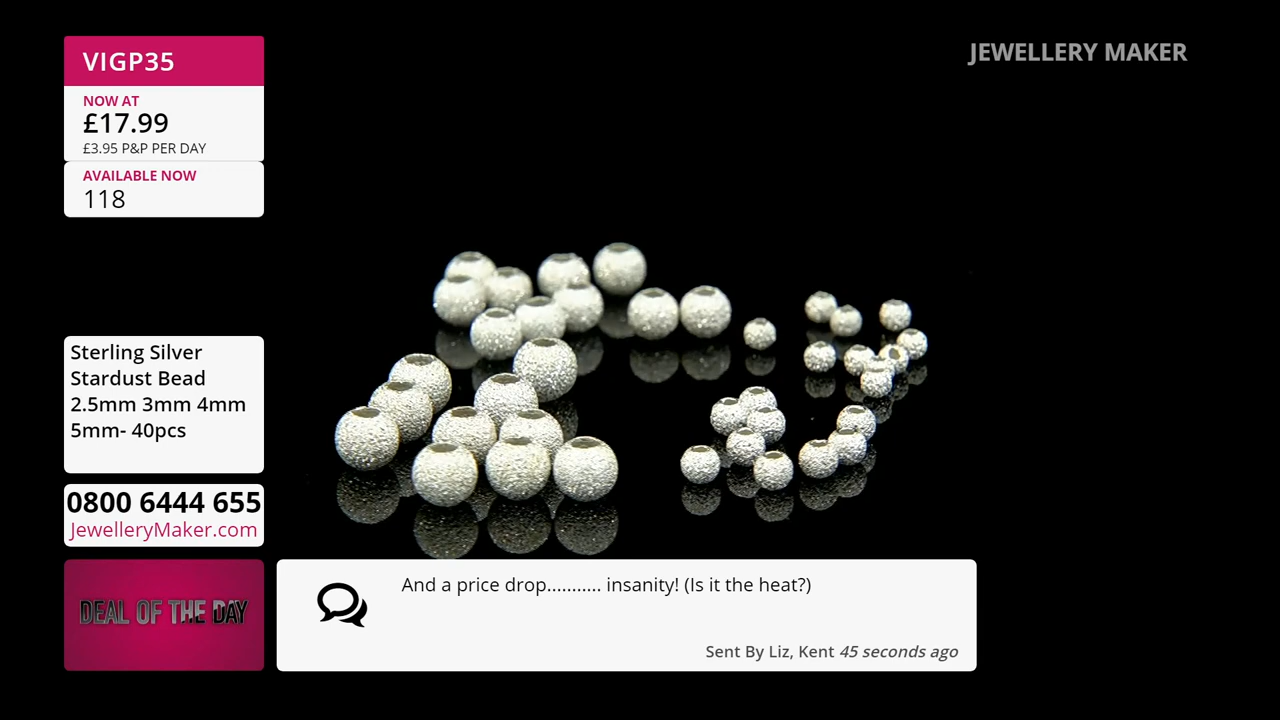 VIGP35
NOW AT
£17.99
£3.95 P&P PER DAY
AVAILABLE NOW
118
JEWELLERY MAKER
Sterling Silver
Stardust Bead
2.5mm 3mm 4mm
5mm- 40pcs
0800 6444 655
JewelleryMaker.com
DEAL OF THE DAY
And a price drop........... insanity! (Is it the heat?)
Sent By Liz, Kent 45 seconds ago